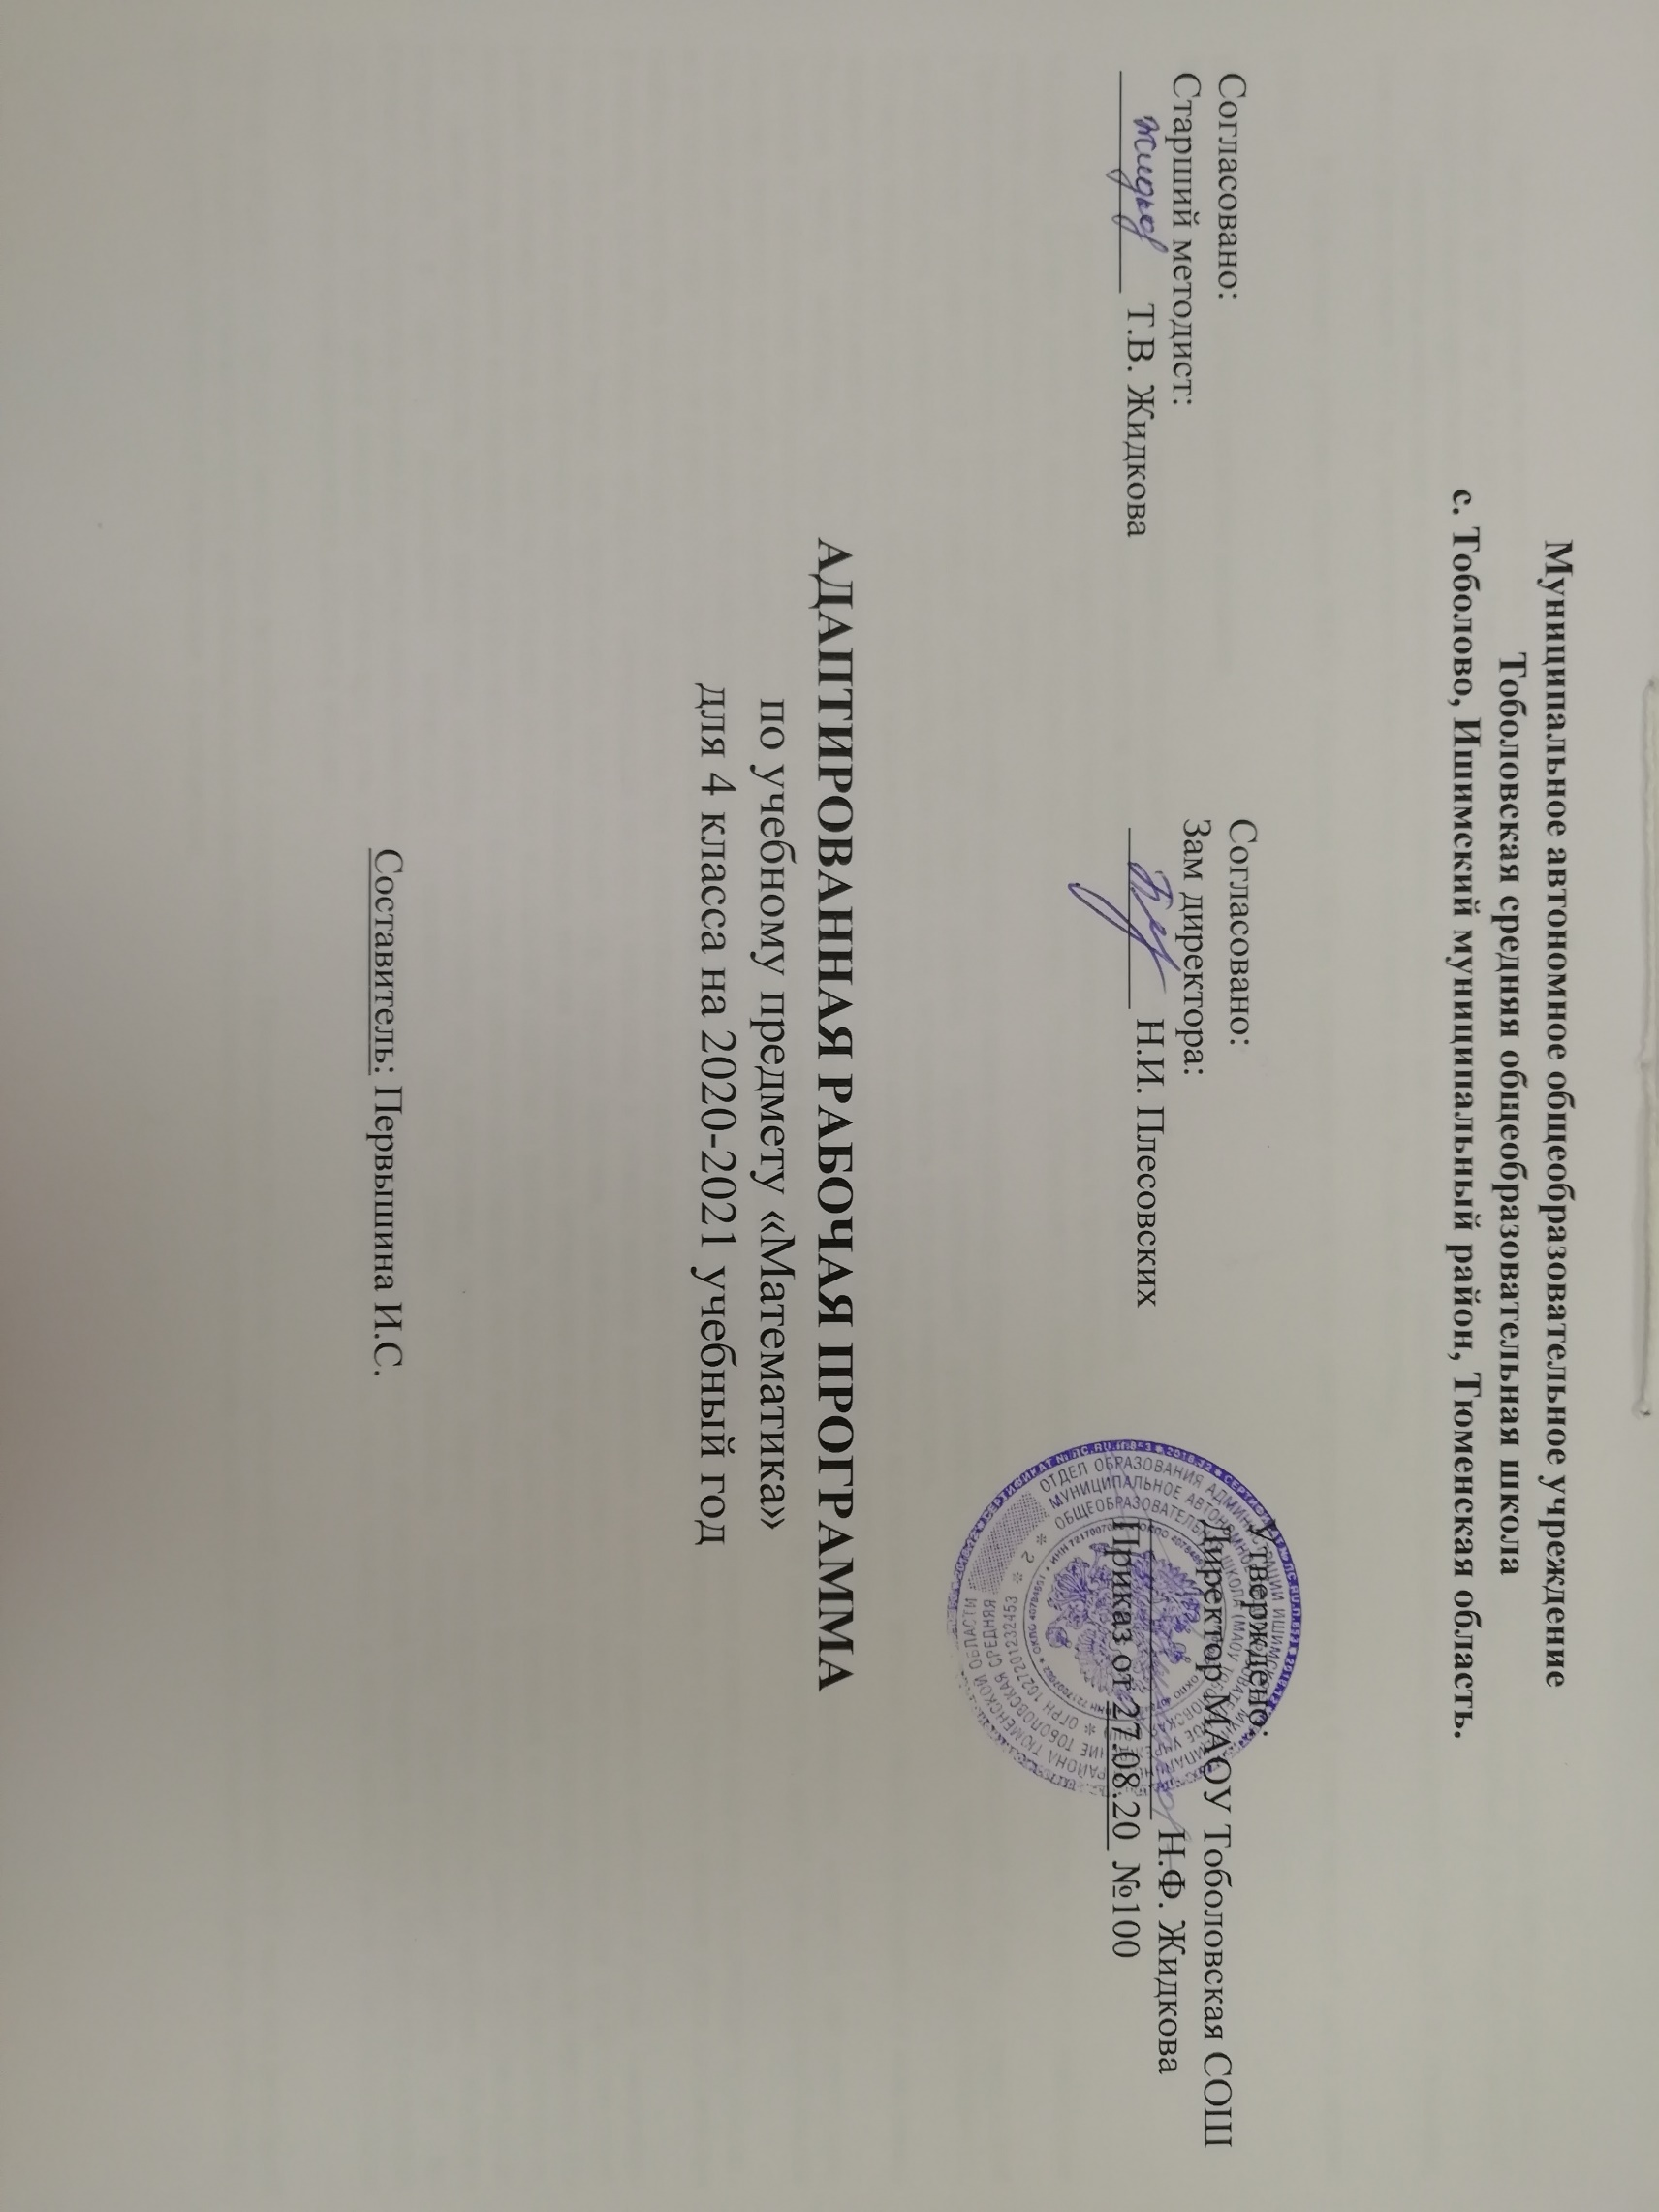 Муниципальное автономное общеобразовательное учреждение
Тоболовская средняя общеобразовательная школа
с. Тоболово, Ишимский муниципальный район, Тюменская область.
Согласовано:
Старший методист:
Т.В. Жидкова
Согласовано:
Зам директора:
Н.И. Плесовских
Утверждено:
Директор МАОУ Тоболовская СОШ
Н.Ф. Жидкова
Приказ от 27.08.20 №100
АДАПТИРОВАННАЯ РАБОЧАЯ ПРОГРАММА
по учебному предмету «Математика»
для 4 класса на 2020-2021 учебный год
Составитель: Первышина И.С.